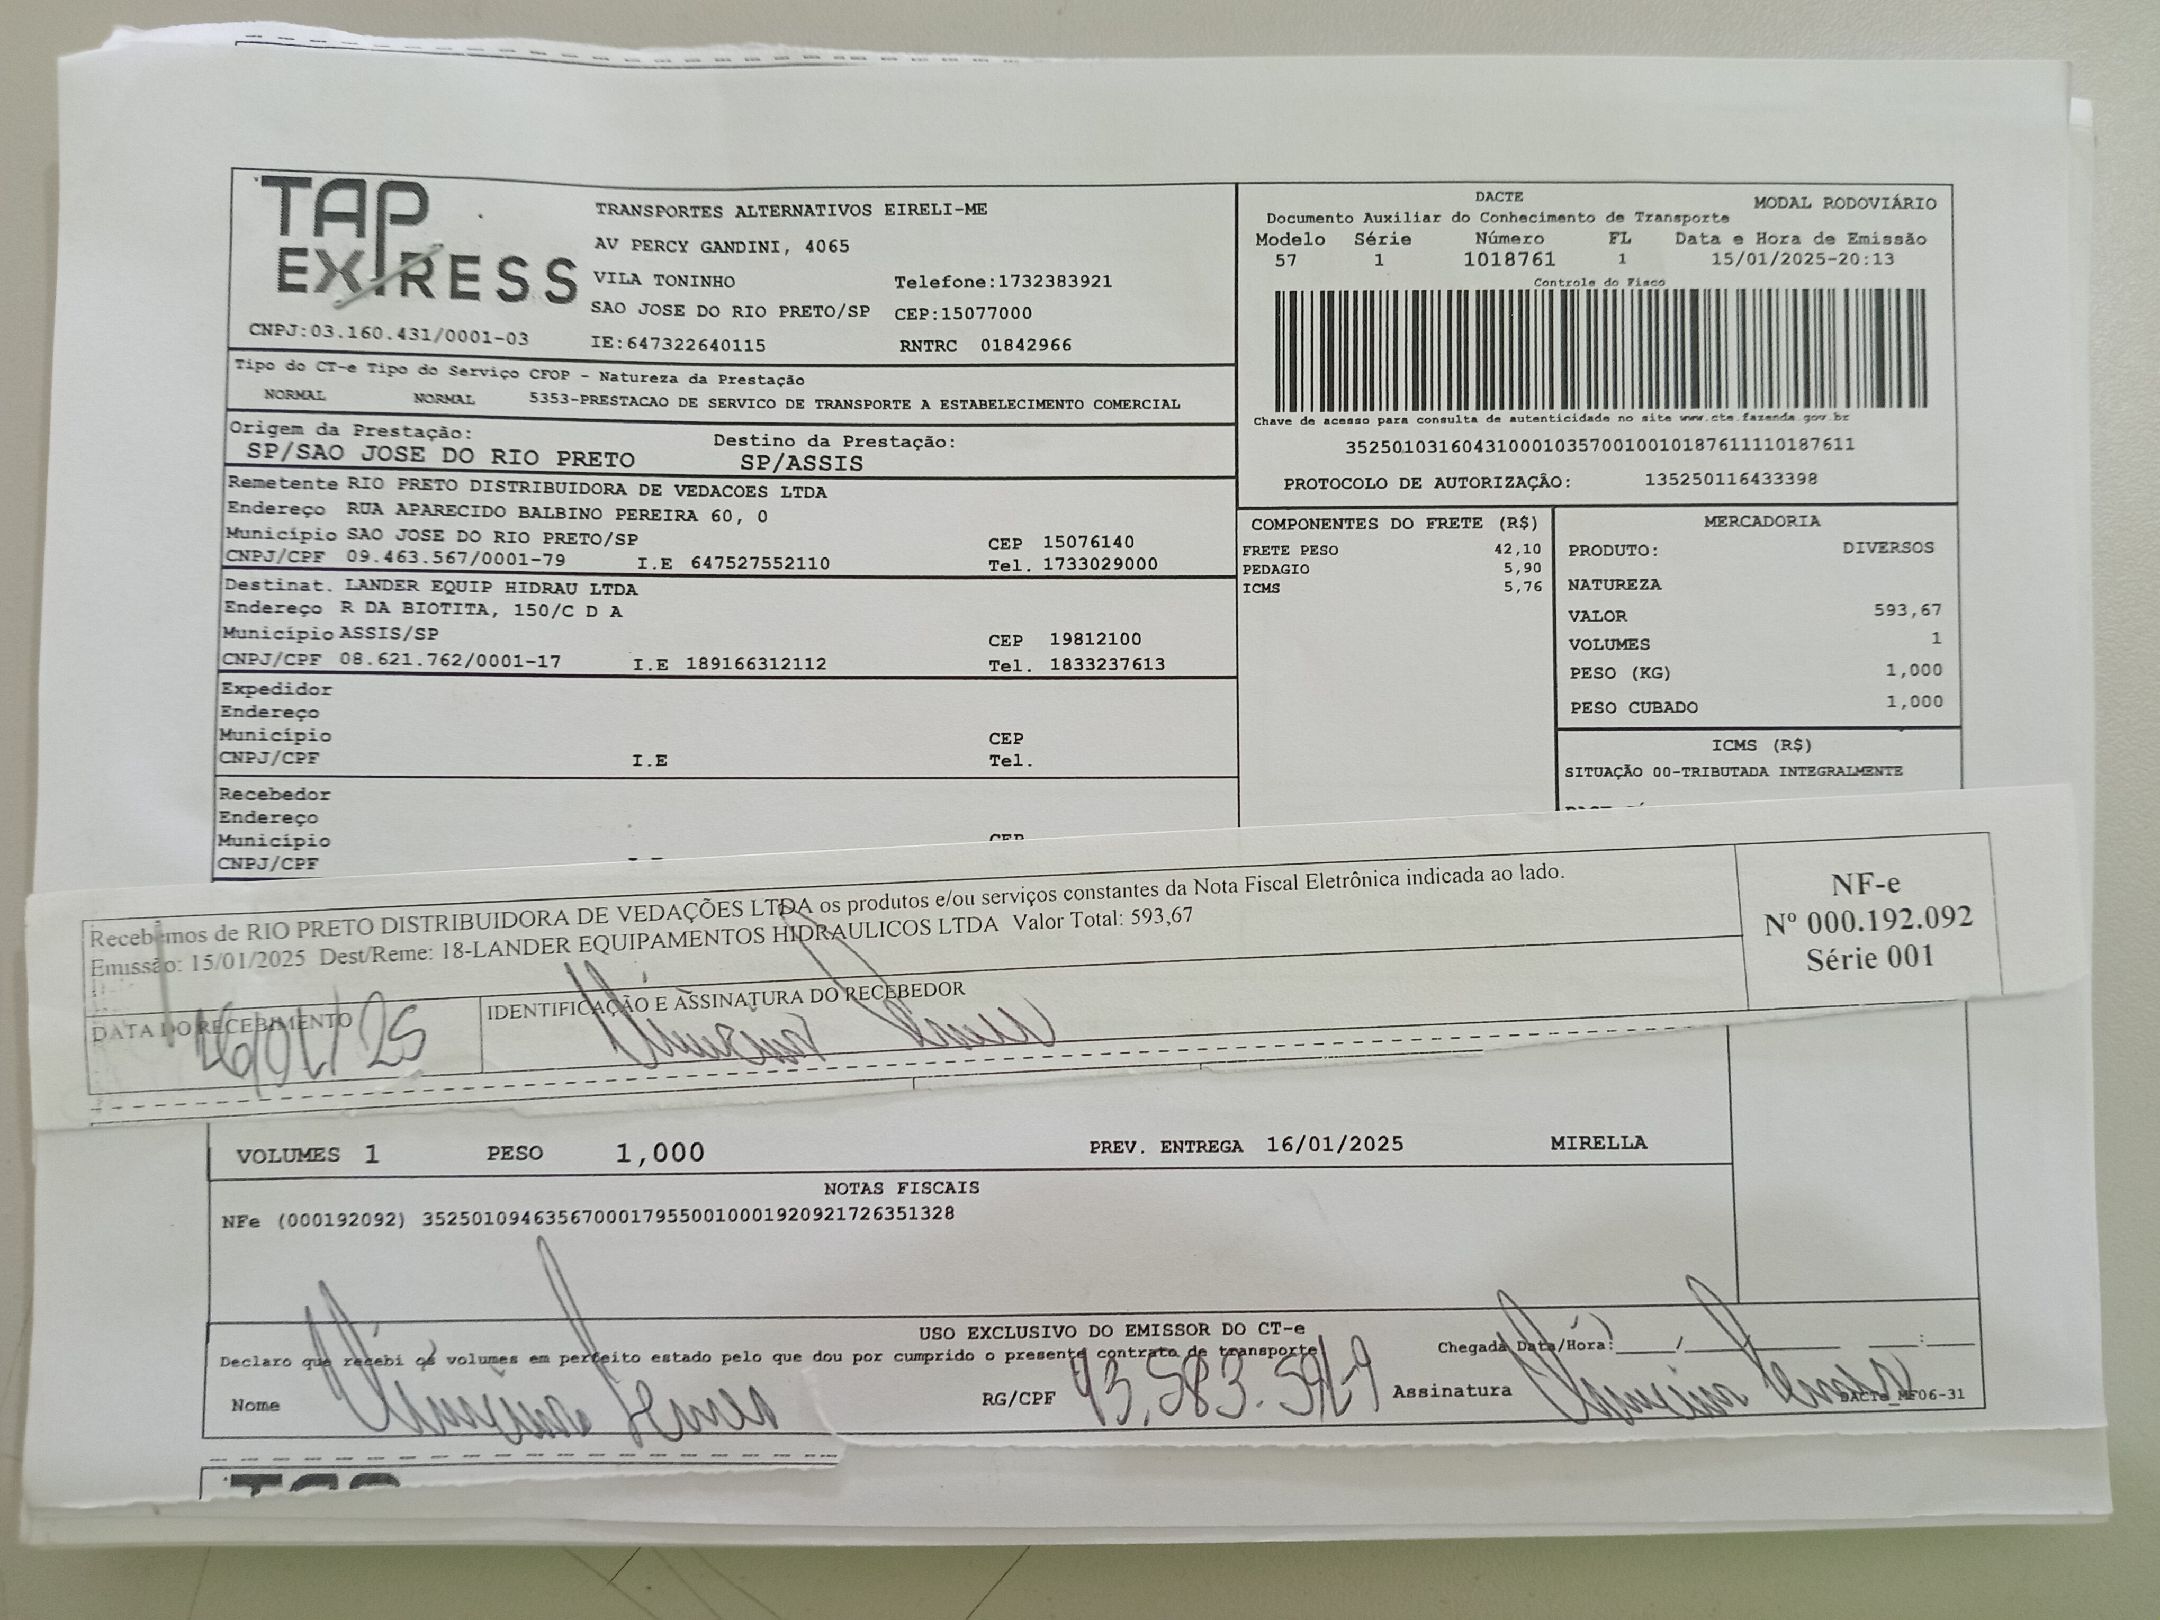 TAP
EXPRESS
TRANSPORTES ALTERNATIVOS EIRELI-ME
AV PERCY GANDINI, 4065
VILA TONINHO Telefone:1732383921
SAO JOSE DO RIO PRETO/SP CEP:15077000
CNPJ:03.160.431/0001-03 IE:647322640115 RNTRC 01842966
DACTE MODAL RODOVIÁRIO
Documento Auxiliar do Conhecimento de Transporte
Modelo Série Número FL Data e Hora de Emissão
57 1 1018761 1 15/01/2025-20:13
Controle do Fisco
Chave de acesso para consulta de autenticidade no site www.cte.fazenda.gov.br
35250103160431000103570010010187611110187611
PROTOCOLO DE AUTORIZAÇÃO: 135250116433398
Tipo do CT-e Tipo do Serviço CFOP - Natureza da Prestação
NORMAL NORMAL 5353-PRESTACAO DE SERVICO DE TRANSPORTE A ESTABELECIMENTO COMERCIAL
Origem da Prestação: Destino da Prestação:
SP/SAO JOSE DO RIO PRETO SP/ASSIS
Remetente RIO PRETO DISTRIBUIDORA DE VEDACOES LTDA
Endereço RUA APARECIDO BALBINO PEREIRA 60, 0
Município SAO JOSE DO RIO PRETO/SP CEP 15076140
CNPJ/CPF 09.463.567/0001-79 I.E 647527552110 Tel. 1733029000
Destinat. LANDER EQUIP HIDRAU LTDA
Endereço R DA BIOTITA, 150/C D A
Município ASSIS/SP CEP 19812100
CNPJ/CPF 08.621.762/0001-17 I.E 189166312112 Tel. 1833237613
Expedidor
Endereço
Município CEP
CNPJ/CPF I.E Tel.
Recebedor
Endereço
Município CEP
CNPJ/CPF
COMPONENTES DO FRETE (R$)
FRETE PESO 42,10
PEDAGIO 5,90
ICMS 5,76
MERCADORIA
PRODUTO: DIVERSOS
NATUREZA
VALOR 593,67
VOLUMES 1
PESO (KG) 1,000
PESO CUBADO 1,000
ICMS (R$)
SITUAÇÃO 00-TRIBUTADA INTEGRALMENTE
Recebemos de RIO PRETO DISTRIBUIDORA DE VEDAÇÕES LTDA os produtos e/ou serviços constantes da Nota Fiscal Eletrônica indicada ao lado.
Emissão: 15/01/2025 Dest/Reme: 18-LANDER EQUIPAMENTOS HIDRAULICOS LTDA Valor Total: 593,67
DATA DO RECEBIMENTO IDENTIFICAÇÃO E ASSINATURA DO RECEBEDOR
16/01/25
NF-e
Nº 000.192.092
Série 001
VOLUMES 1 PESO 1,000 PREV. ENTREGA 16/01/2025 MIRELLA
NOTAS FISCAIS
NFe (000192092) 35250109463567000179550010001920921726351328
USO EXCLUSIVO DO EMISSOR DO CT-e
Declaro que recebi os volumes em perfeito estado pelo que dou por cumprido o presente contrato de transporte Chegada Data/Hora:____/ ____:____
Nome RG/CPF Assinatura
DACTe_MF06-31